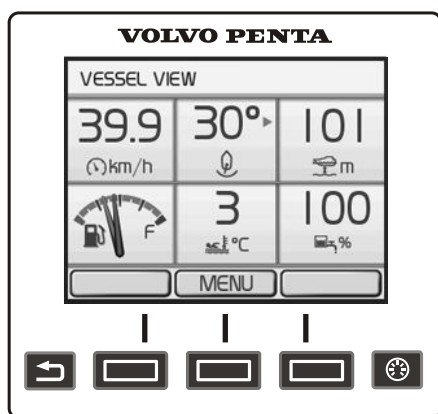 VOLVO PENTA
VESSEL VIEW
39.9 30° 101
km/h m
F 3 100
°C %
MENU